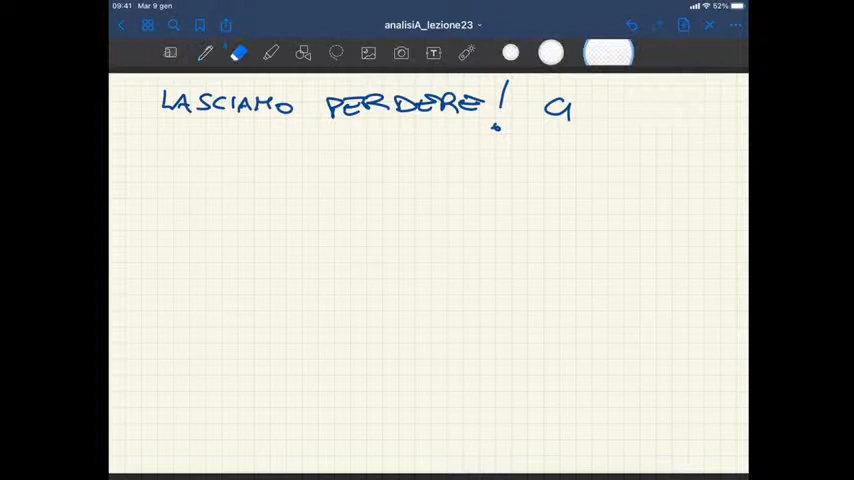 09:41 Mar 9 gen 52%
analisiA_lezione23
LASCIAMO PERDERE! G